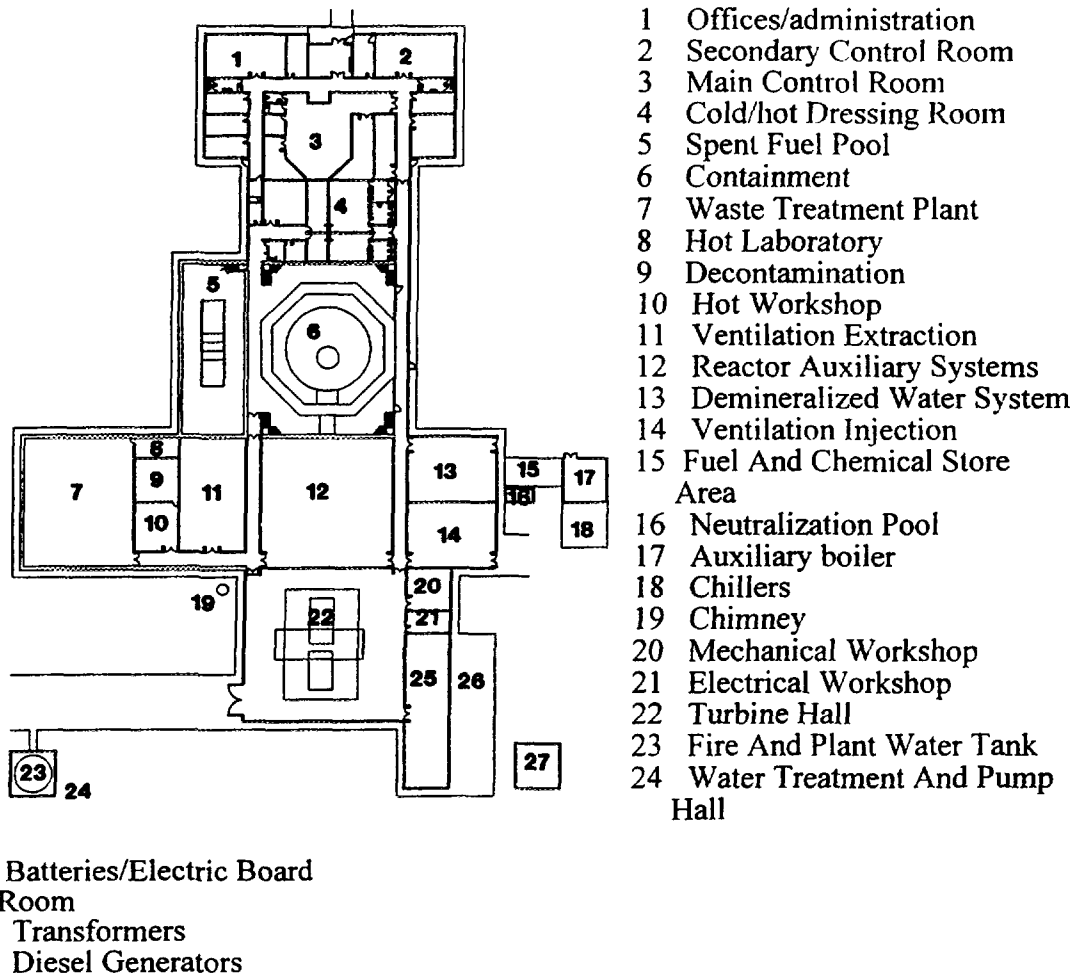 1 Offices/administration
2 Secondary Control Room
3 Main Control Room
4 Cold/hot Dressing Room
5 Spent Fuel Pool
6 Containment
7 Waste Treatment Plant
8 Hot Laboratory
9 Decontamination
10 Hot Workshop
11 Ventilation Extraction
12 Reactor Auxiliary Systems
13 Demineralized Water System
14 Ventilation Injection
15 Fuel And Chemical Store
Area
16 Neutralization Pool
17 Auxiliary boiler
18 Chillers
19 Chimney
20 Mechanical Workshop
21 Electrical Workshop
22 Turbine Hall
23 Fire And Plant Water Tank
24 Water Treatment And Pump
Hall
Batteries/Electric Board
Room
Transformers
Diesel Generators
1
2
3
4
5
6
7
8
9
10
11
12
13
14
15
16
17
18
19
20
21
22
23
24
25
26
27